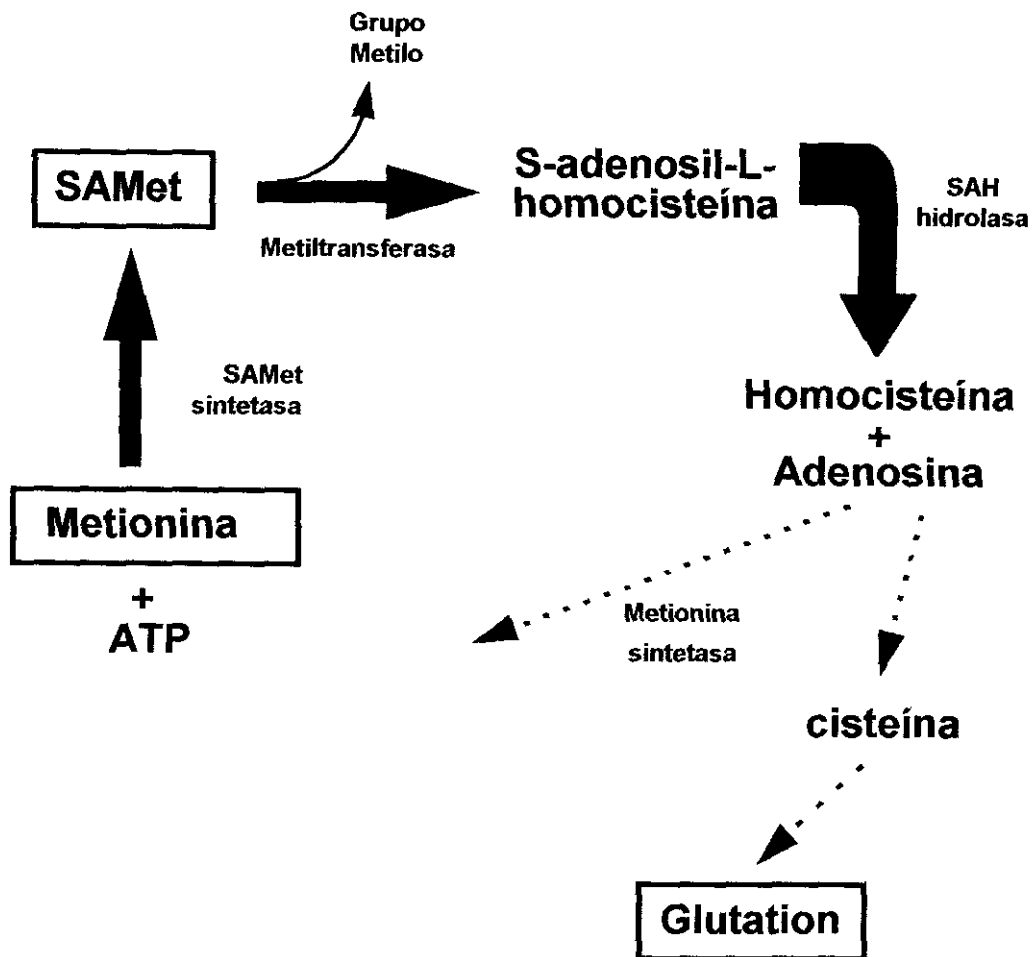 Grupo
Metilo
SAMet
S-adenosil-L-
homocisteína
SAH
hidrolasa
Metiltransferasa
SAMet
sintetasa
Homocisteína
+
Adenosina
Metionina
+
ATP
Metionina
sintetasa
cisteína
Glutation